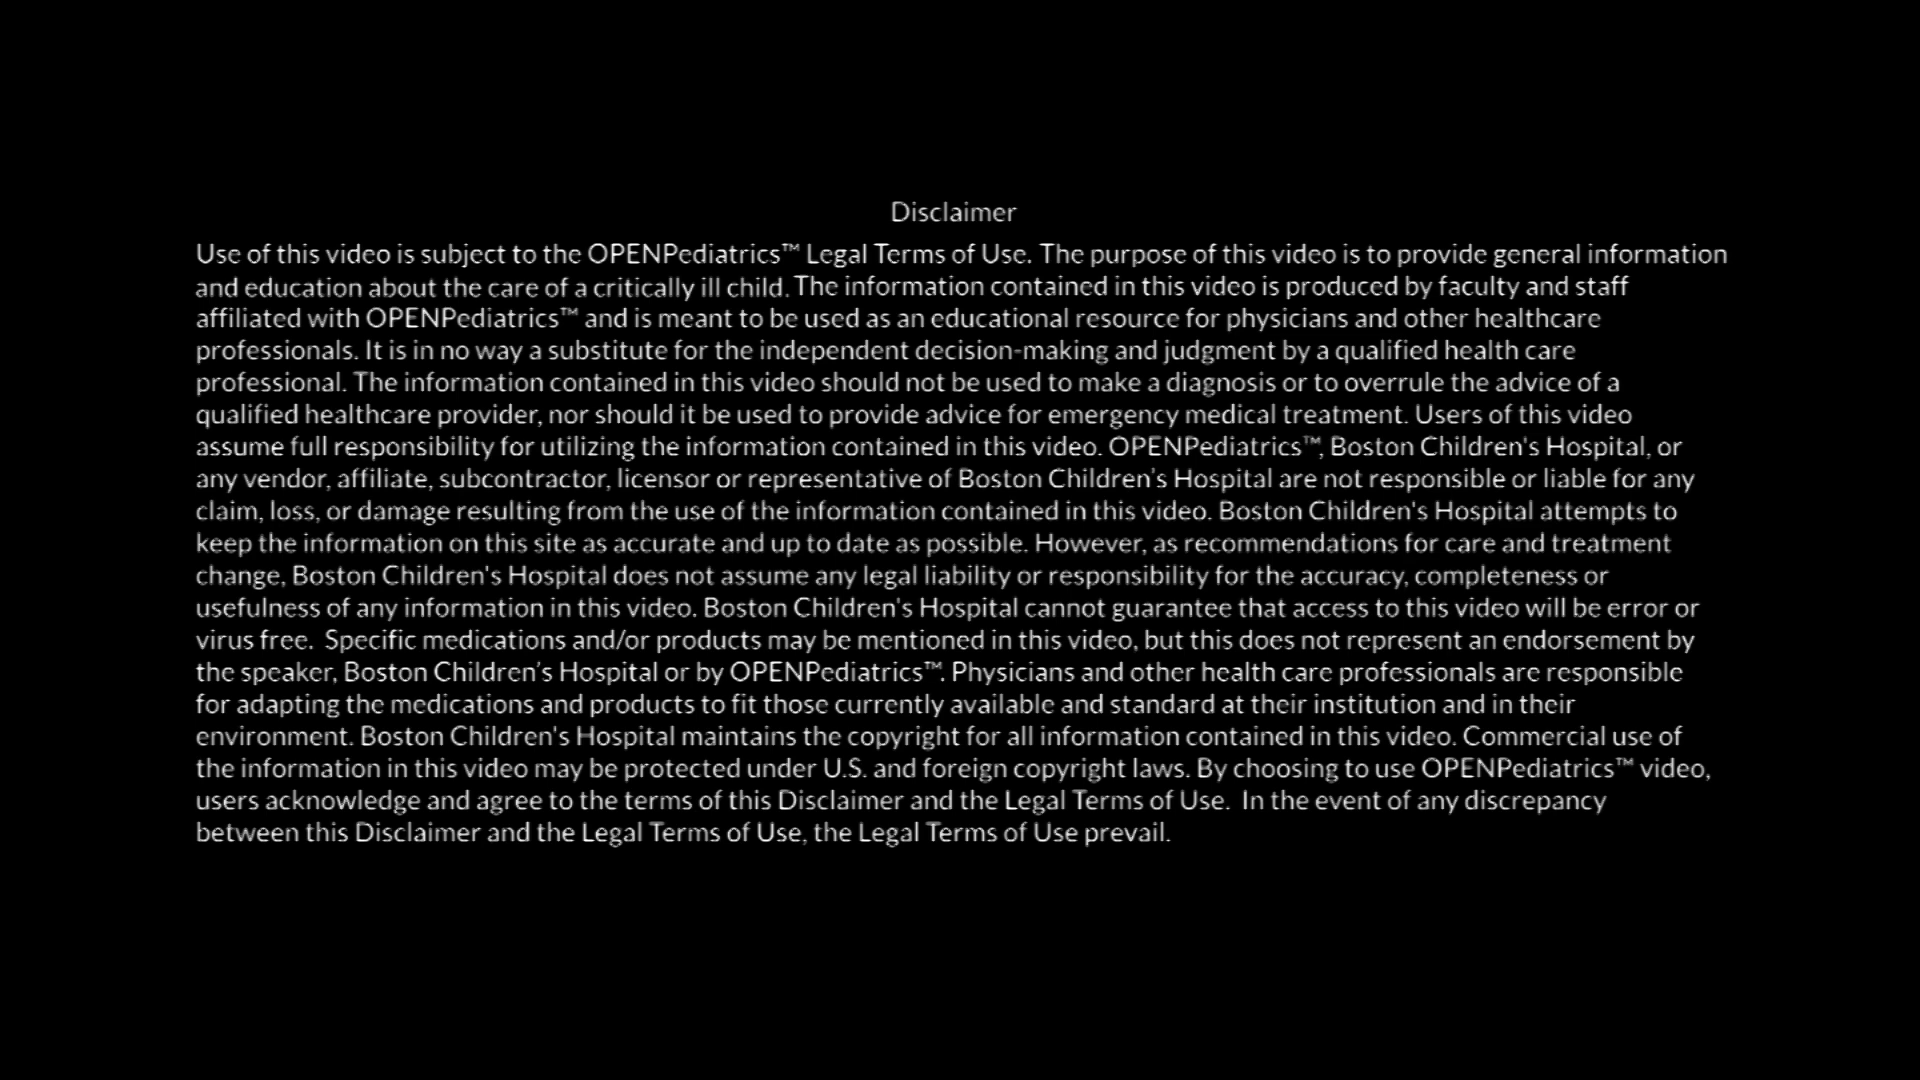 Disclaimer
Use of this video is subject to the OPENPediatrics™ Legal Terms of Use. The purpose of this video is to provide general information
and education about the care of a critically ill child. The information contained in this video is produced by faculty and staff
affiliated with OPENPediatrics™ and is meant to be used as an educational resource for physicians and other healthcare
professionals. It is in no way a substitute for the independent decision-making and judgment by a qualified health care
professional. The information contained in this video should not be used to make a diagnosis or to overrule the advice of a
qualified healthcare provider, nor should it be used to provide advice for emergency medical treatment. Users of this video
assume full responsibility for utilizing the information contained in this video. OPENPediatrics™, Boston Children's Hospital, or
any vendor, affiliate, subcontractor, licensor or representative of Boston Children's Hospital are not responsible or liable for any
claim, loss, or damage resulting from the use of the information contained in this video. Boston Children's Hospital attempts to
keep the information on this site as accurate and up to date as possible. However, as recommendations for care and treatment
change, Boston Children's Hospital does not assume any legal liability or responsibility for the accuracy, completeness or
usefulness of any information in this video. Boston Children's Hospital cannot guarantee that access to this video will be error or
virus free.  Specific medications and/or products may be mentioned in this video, but this does not represent an endorsement by
the speaker, Boston Children’s Hospital or by OPENPediatrics™. Physicians and other health care professionals are responsible
for adapting the medications and products to fit those currently available and standard at their institution and in their
environment. Boston Children's Hospital maintains the copyright for all information contained in this video. Commercial use of
the information in this video may be protected under U.S. and foreign copyright laws. By choosing to use OPENPediatrics™ video,
users acknowledge and agree to the terms of this Disclaimer and the Legal Terms of Use.  In the event of any discrepancy
between this Disclaimer and the Legal Terms of Use, the Legal Terms of Use prevail.